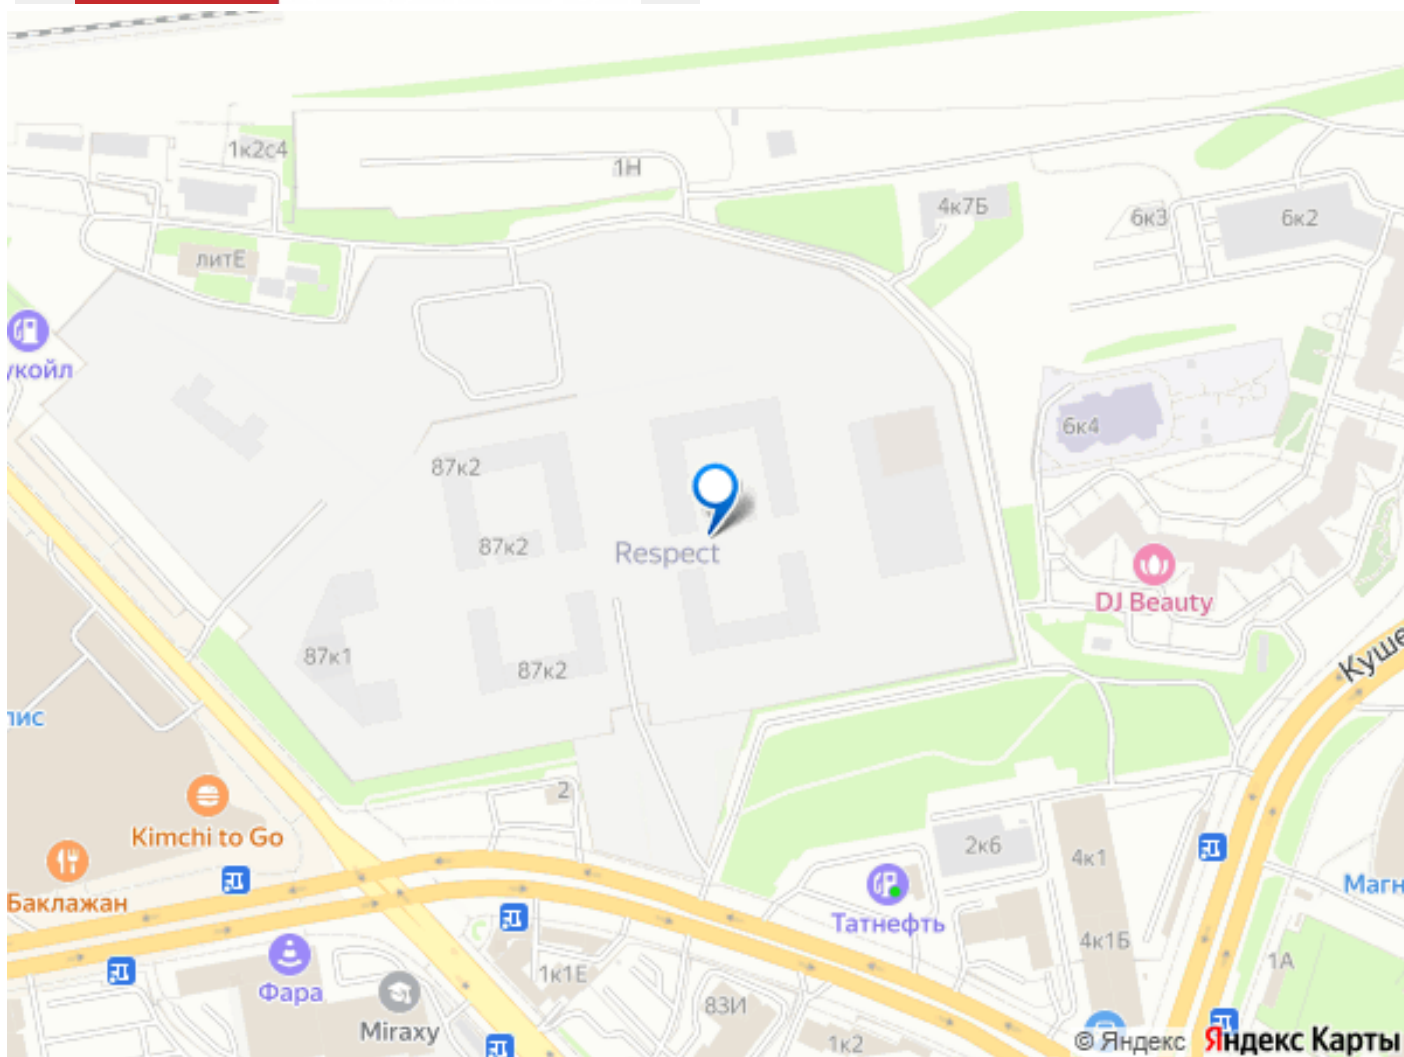 1к2с4
1Н
4к7Б
6к3
6к2
литЕ
укойл
6к4
87к2
87к2
Respect
DJ Beauty
87к1
87к2
Куше
лис
2
Kimchi to Go
2к6
4к1
Магн
Баклажан
Татнефть
4к1Б
1А
Фара
1к1Е
83И
Miraxy
1к2
© Яндекс Яндекс Карты